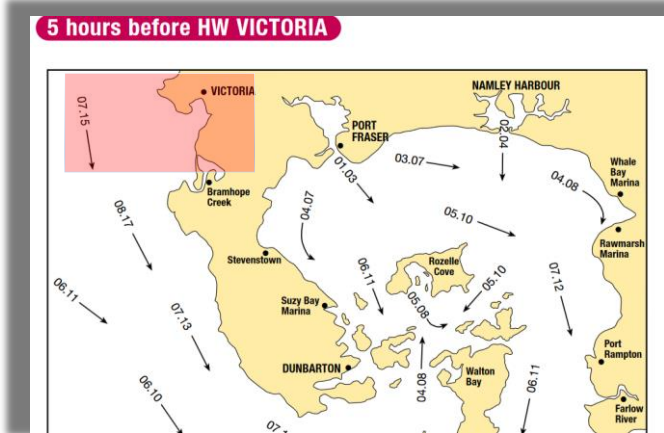 5 hours before HW VICTORIA
VICTORIA
NAMLEY HARBOUR
07.15
PORT
FRASER
02.04
03.07
01.03
Whale
Bay
Marina
04.08
Bramhope
Creek
08.17
04.07
05.10
Rawmarsh
Marina
Stevenstown
Rozelle
Cove
06.11
05.10
07.12
06.11
05.08
Suzy Bay
Marina
07.13
Port
Rampton
DUNBARTON
Walton
Bay
04.08
06.11
06.10
Farlow
River